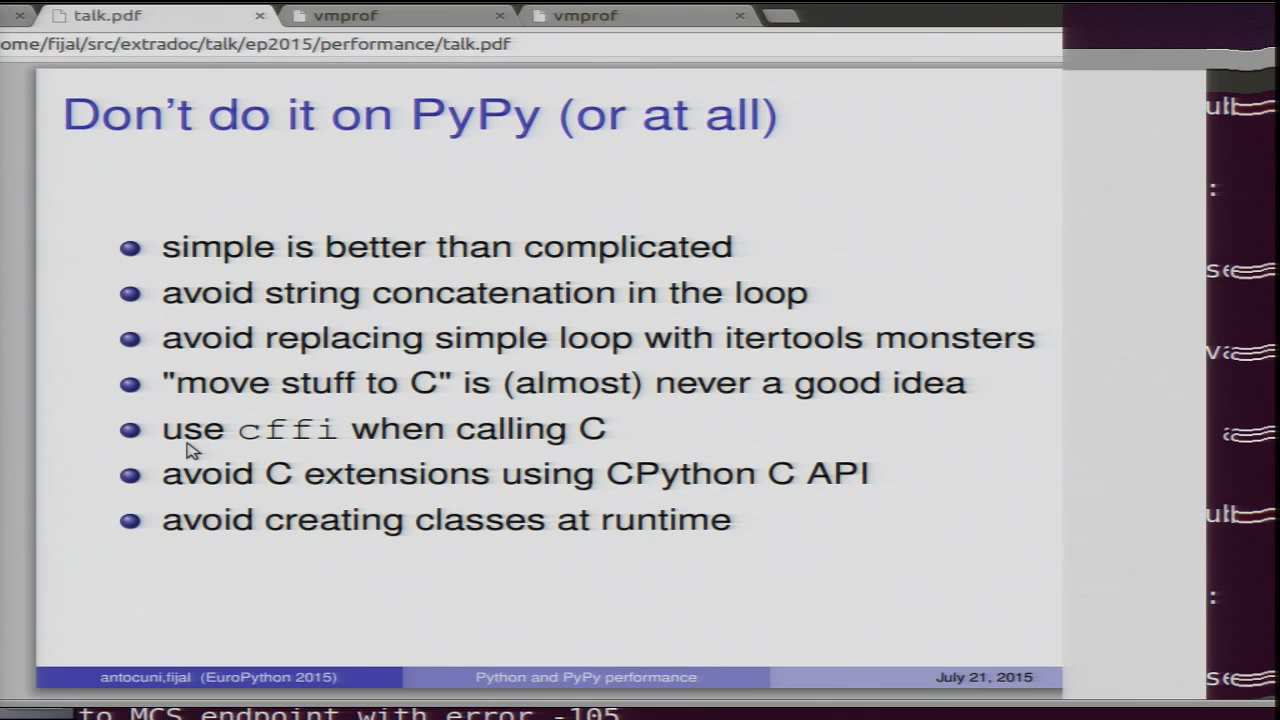 talk.pdf
vmprof
vmprof
ome/fijal/src/extradoc/talk/ep2015/performance/talk.pdf
Don't do it on PyPy (or at all)
simple is better than complicated
avoid string concatenation in the loop
avoid replacing simple loop with itertools monsters
"move stuff to C" is (almost) never a good idea
use cffi when calling C
avoid C extensions using CPython C API
avoid creating classes at runtime
antocuni,fijal (EuroPython 2015)
Python and PyPy performance
July 21, 2015
to MCS endpoint with error -105